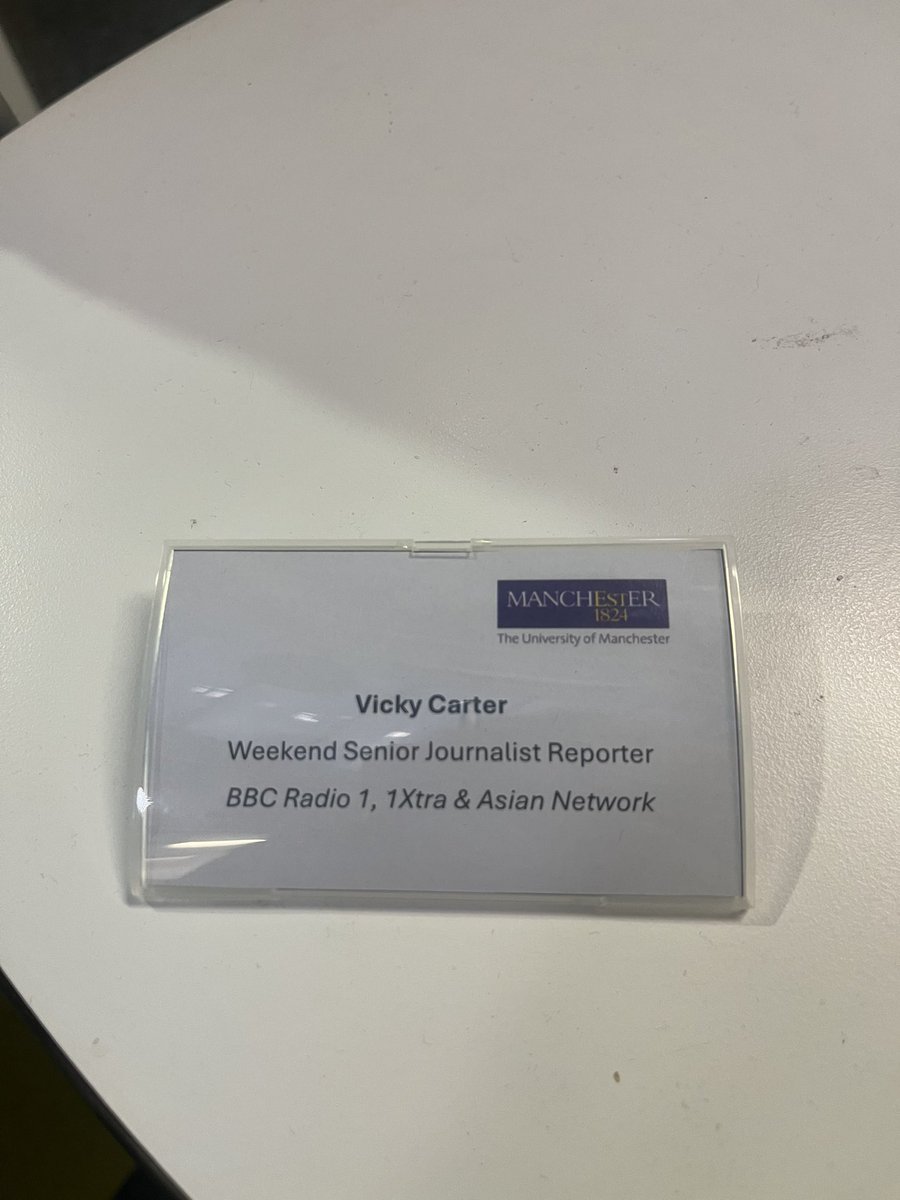 MANCHEstER
1824
The University of Manchester
Vicky Carter
Weekend Senior Journalist Reporter
BBC Radio 1, 1Xtra & Asian Network